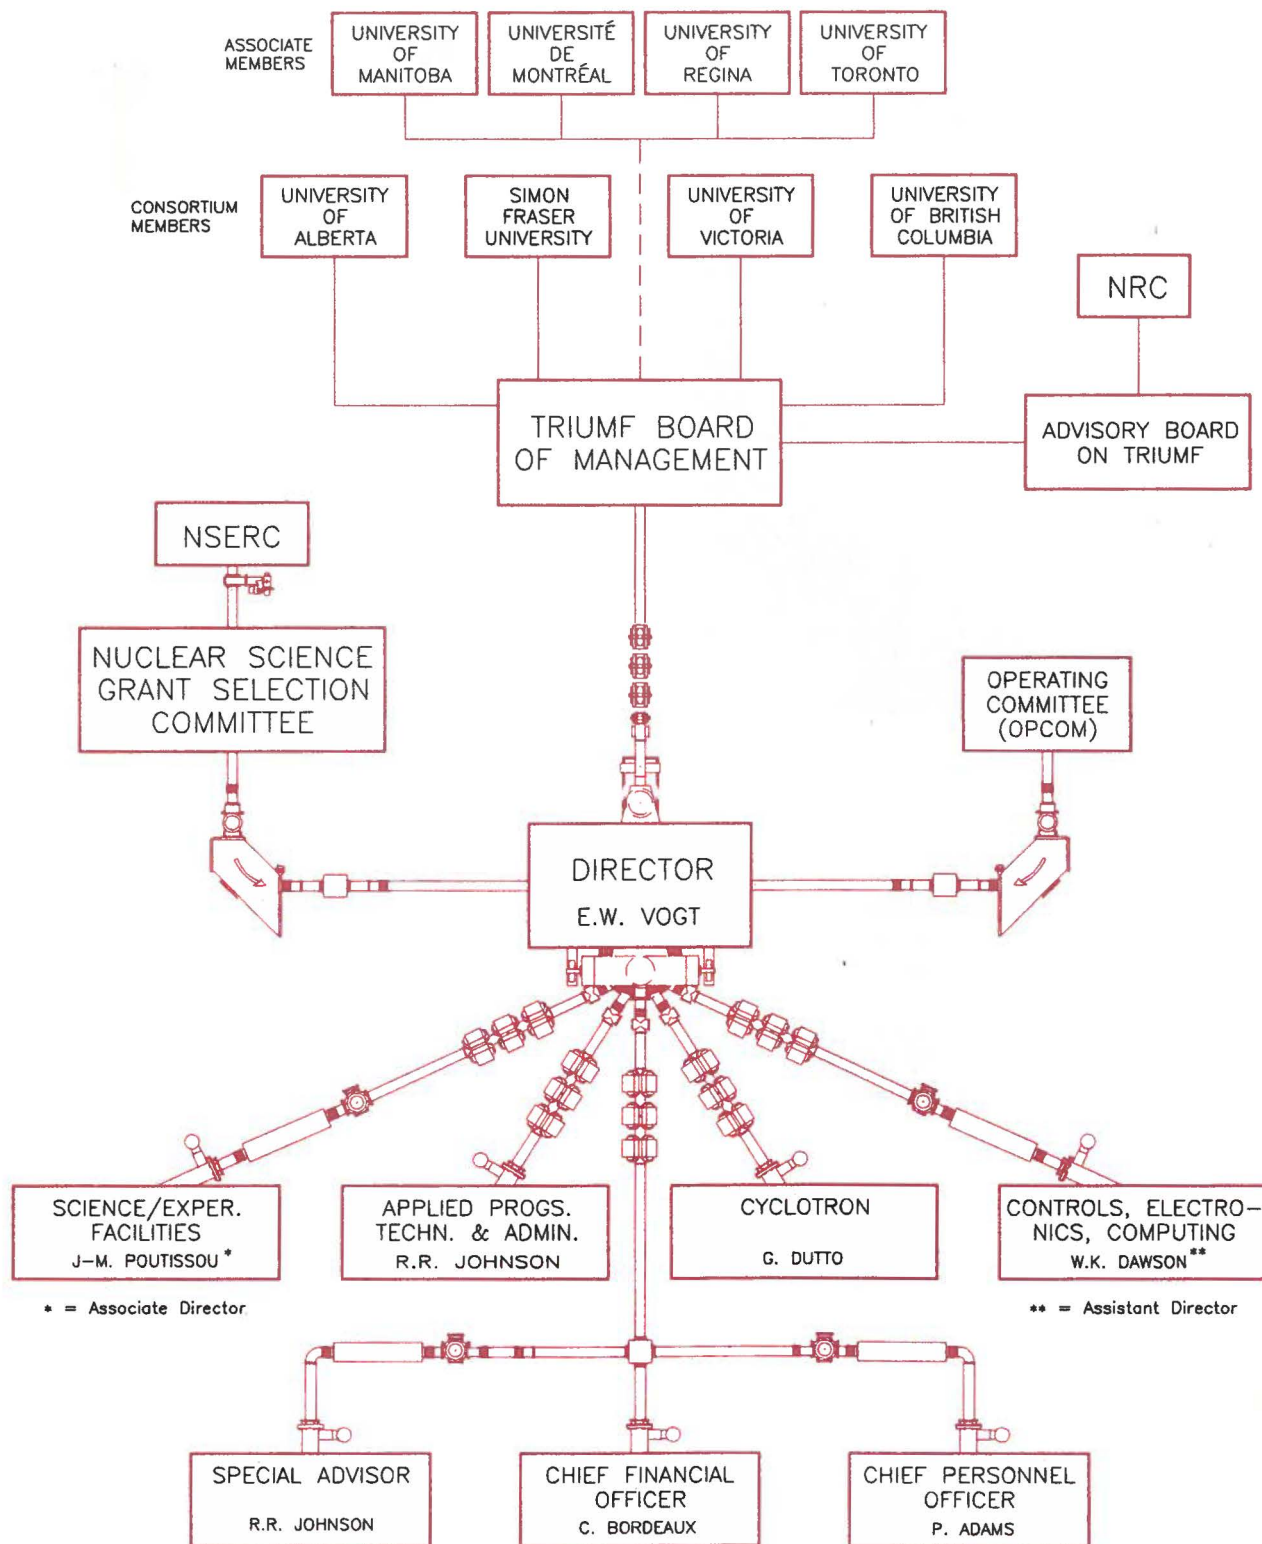 ASSOCIATE
MEMBERS
UNIVERSITY
OF
MANITOBA
UNIVERSITÉ
DE
MONTRÉAL
UNIVERSITY
OF
REGINA
UNIVERSITY
OF
TORONTO
CONSORTIUM
MEMBERS
UNIVERSITY
OF
ALBERTA
SIMON
FRASER
UNIVERSITY
UNIVERSITY
OF
VICTORIA
UNIVERSITY
OF BRITISH
COLUMBIA
NRC
TRIUMF BOARD
OF MANAGEMENT
ADVISORY BOARD
ON TRIUMF
NSERC
NUCLEAR SCIENCE
GRANT SELECTION
COMMITTEE
OPERATING
COMMITTEE
(OPCOM)
DIRECTOR
E.W. VOGT
SCIENCE/EXPER.
FACILITIES
J-M. POUTISSOU *
APPLIED PROGS.
TECHN. & ADMIN.
R.R. JOHNSON
CYCLOTRON
G. DUTTO
CONTROLS, ELECTRO-
NICS, COMPUTING
W.K. DAWSON**
* = Associate Director
** = Assistant Director
SPECIAL ADVISOR
R.R. JOHNSON
CHIEF FINANCIAL
OFFICER
C. BORDEAUX
CHIEF PERSONNEL
OFFICER
P. ADAMS